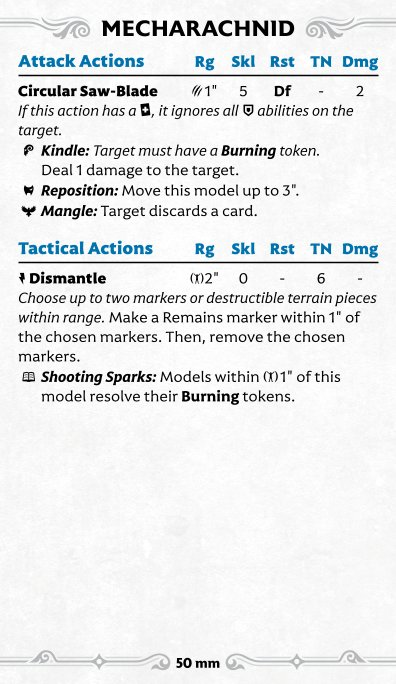 MECHARACHNID
Attack Actions Rg Skl Rst TN Dmg
Circular Saw-Blade 1" 5 Df - 2
If this action has a , it ignores all abilities on the
target.
Kindle: Target must have a Burning token.
Deal 1 damage to the target.
Reposition: Move this model up to 3".
Mangle: Target discards a card.
Tactical Actions Rg Skl Rst TN Dmg
Dismantle 2" 0 - 6 -
Choose up to two markers or destructible terrain pieces
within range. Make a Remains marker within 1" of
the chosen markers. Then, remove the chosen
markers.
Shooting Sparks: Models within 1" of this
model resolve their Burning tokens.
50 mm